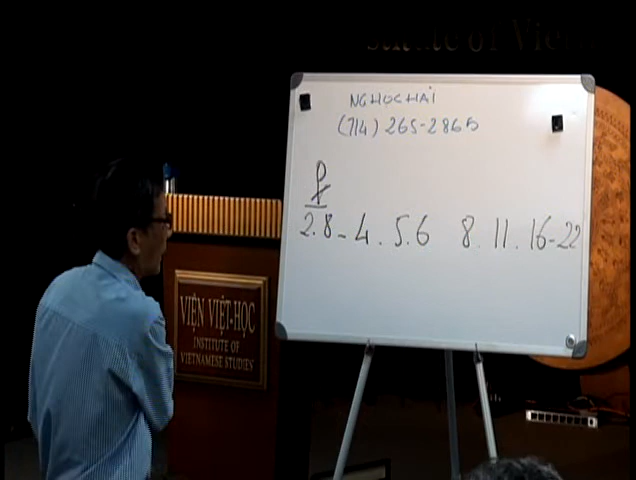 NGHOCHAI
(714) 265-2865
2.8 - 4 . 5.6 8 . 11 . 16-22
VIỆN VIỆT-HỌC
INSTITUTE OF
VIETNAMESE STUDIES